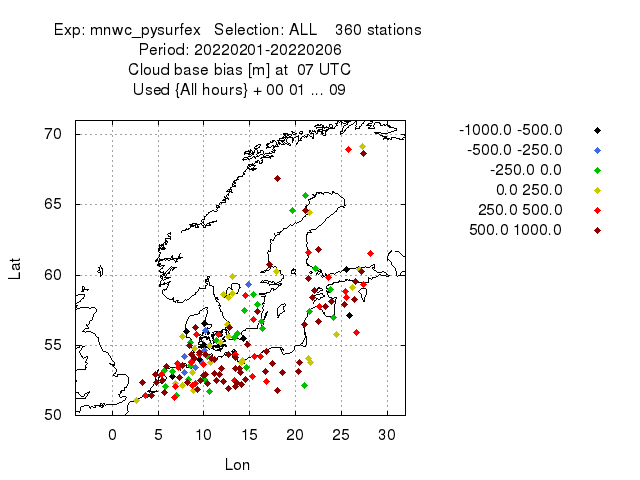 Exp: mnwc_pysurfex Selection: ALL 360 stations
Period: 20220201-20220206
Cloud base bias [m] at 07 UTC
Used {All hours} + 00 01 ... 09
-1000.0 -500.0
-500.0 -250.0
-250.0 0.0
0.0 250.0
250.0 500.0
500.0 1000.0
70
65
60
55
50
Lat
0 5 10 15 20 25 30
Lon